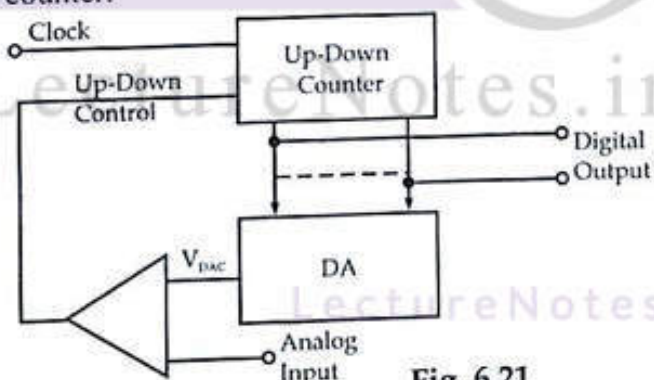 counter.
Clock
Up-Down
Counter
Up-Down
Control
LectureNotes.in
Digital
Output
V_DAC
DA
LectureNotes
Analog
Input
Fig. 6.21